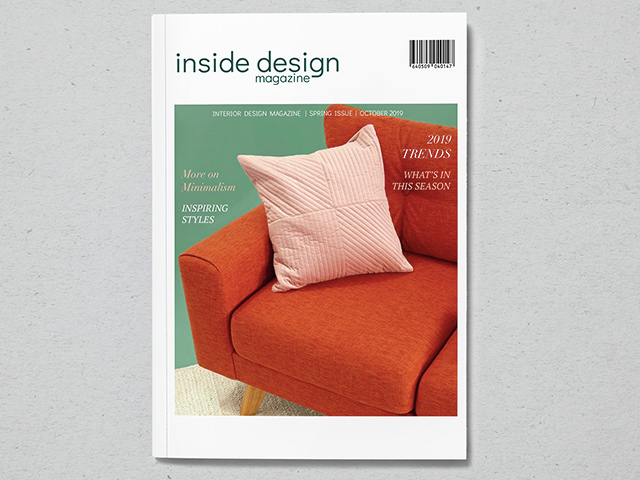 inside design
magazine
640509 040147
INTERIOR DESIGN MAGAZINE | SPRING ISSUE | OCTOBER 2019
2019
TRENDS
WHAT'S IN
THIS SEASON
More on
Minimalism
INSPIRING
STYLES